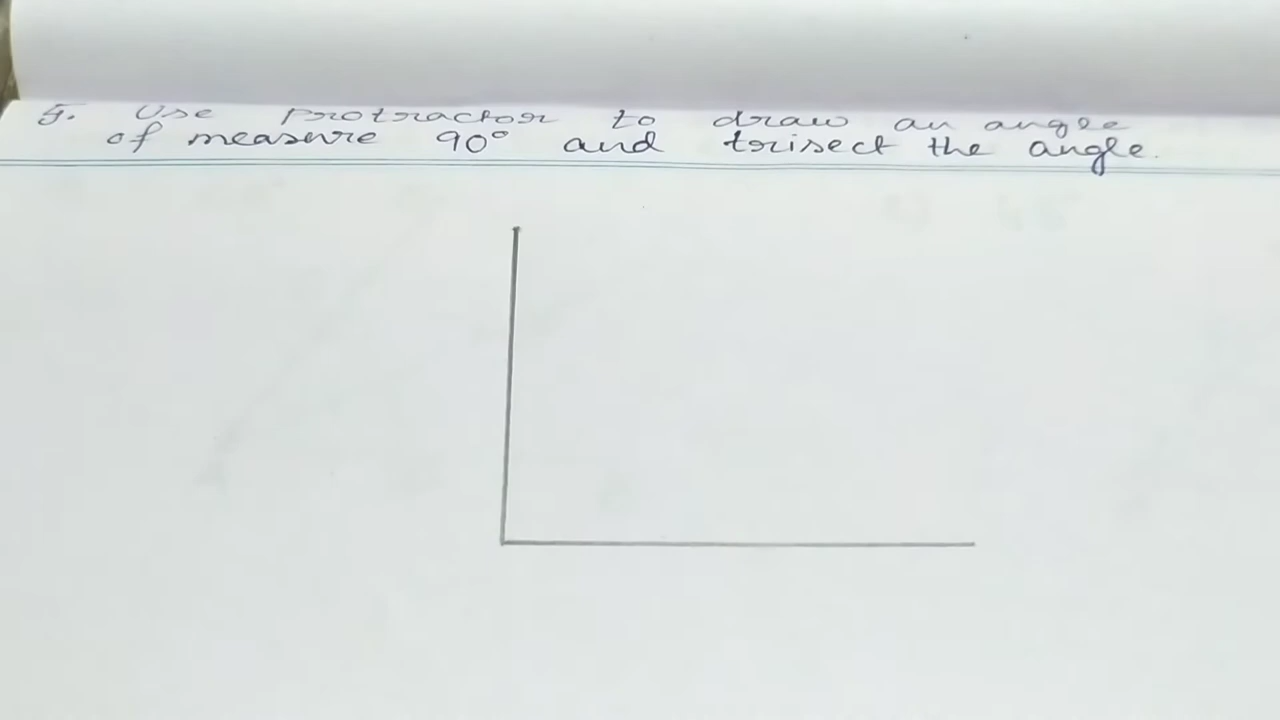 5. Use protractor to draw an angle
of measure 90° and trisect the angle.